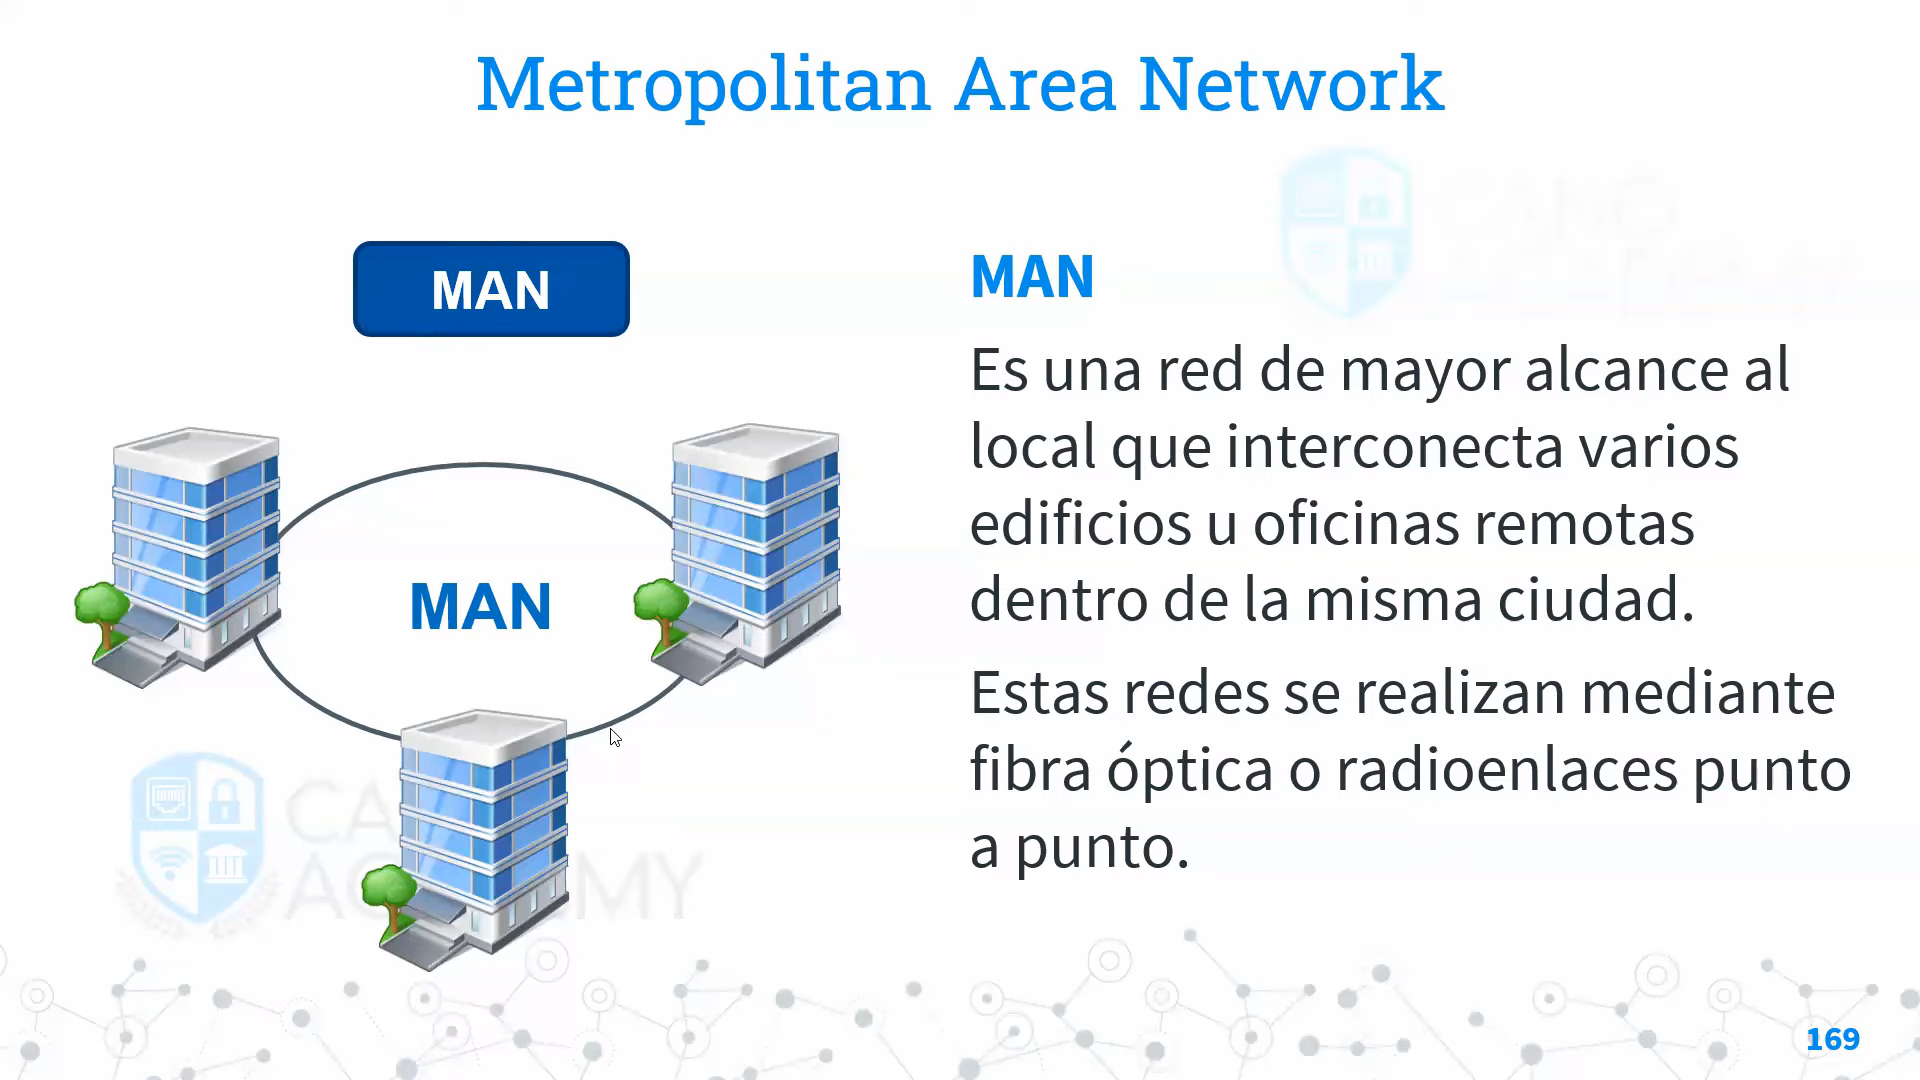 Metropolitan Area Network
MAN
MAN
Es una red de mayor alcance al
local que interconecta varios
edificios u oficinas remotas
dentro de la misma ciudad.
Estas redes se realizan mediante
fibra óptica o radioenlaces punto
a punto.
MAN
169